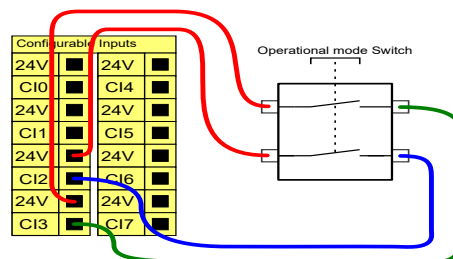 Operational mode Switch
Configurable Inputs
24V 24V
CI0 CI4
24V 24V
CI1 CI5
24V 24V
CI2 CI6
24V 24V
CI3 CI7